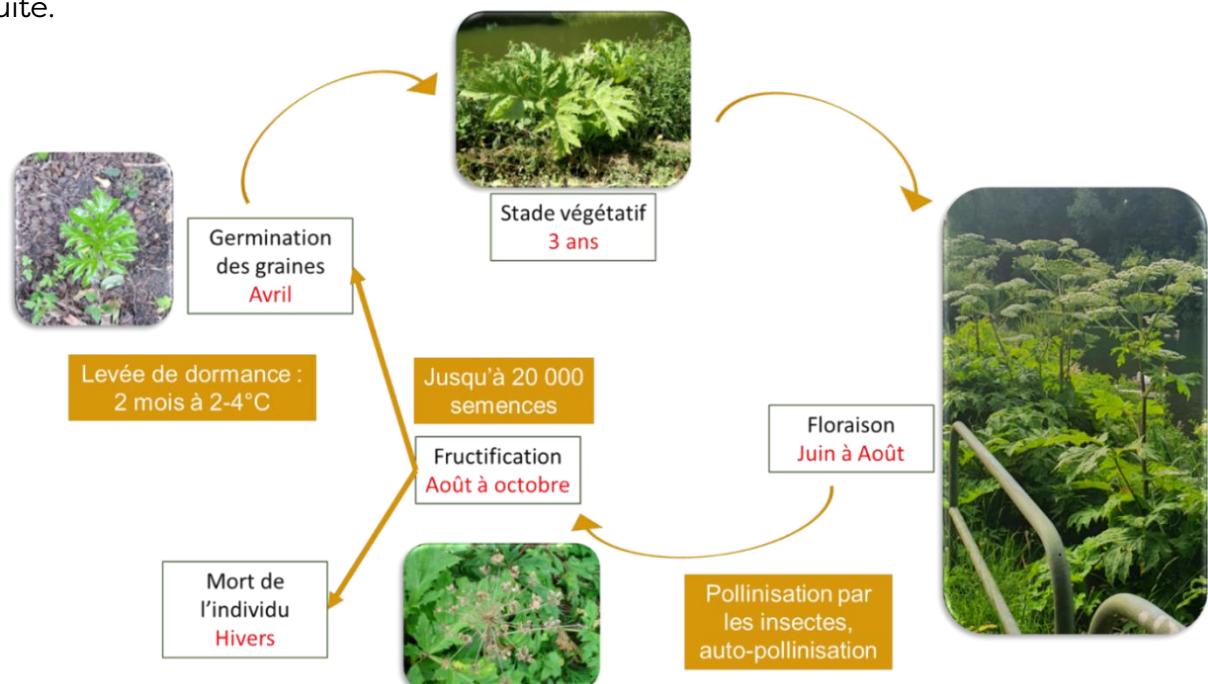 uite.
Stade végétatif
3 ans
Germination
des graines
Avril
Levée de dormance :
2 mois à 2-4°C
Jusqu'à 20 000
semences
Floraison
Juin à Août
Fructification
Août à octobre
Mort de
l'individu
Hivers
Pollinisation par
les insectes,
auto-pollinisation